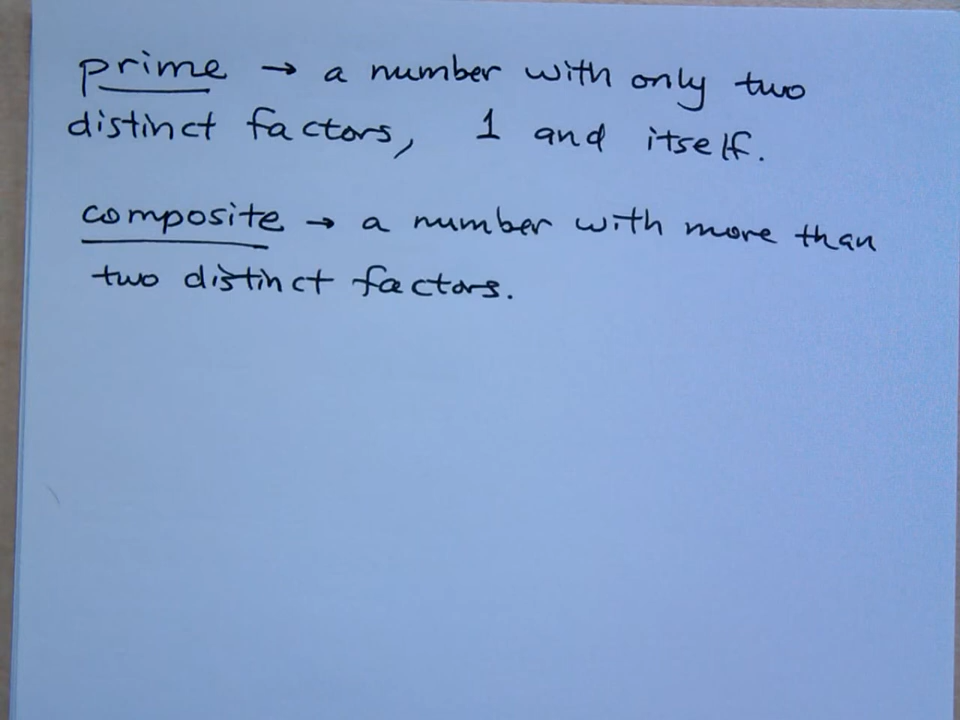 prime → a number with only two
distinct factors, 1 and itself.
composite → a number with more than
two distinct factors.